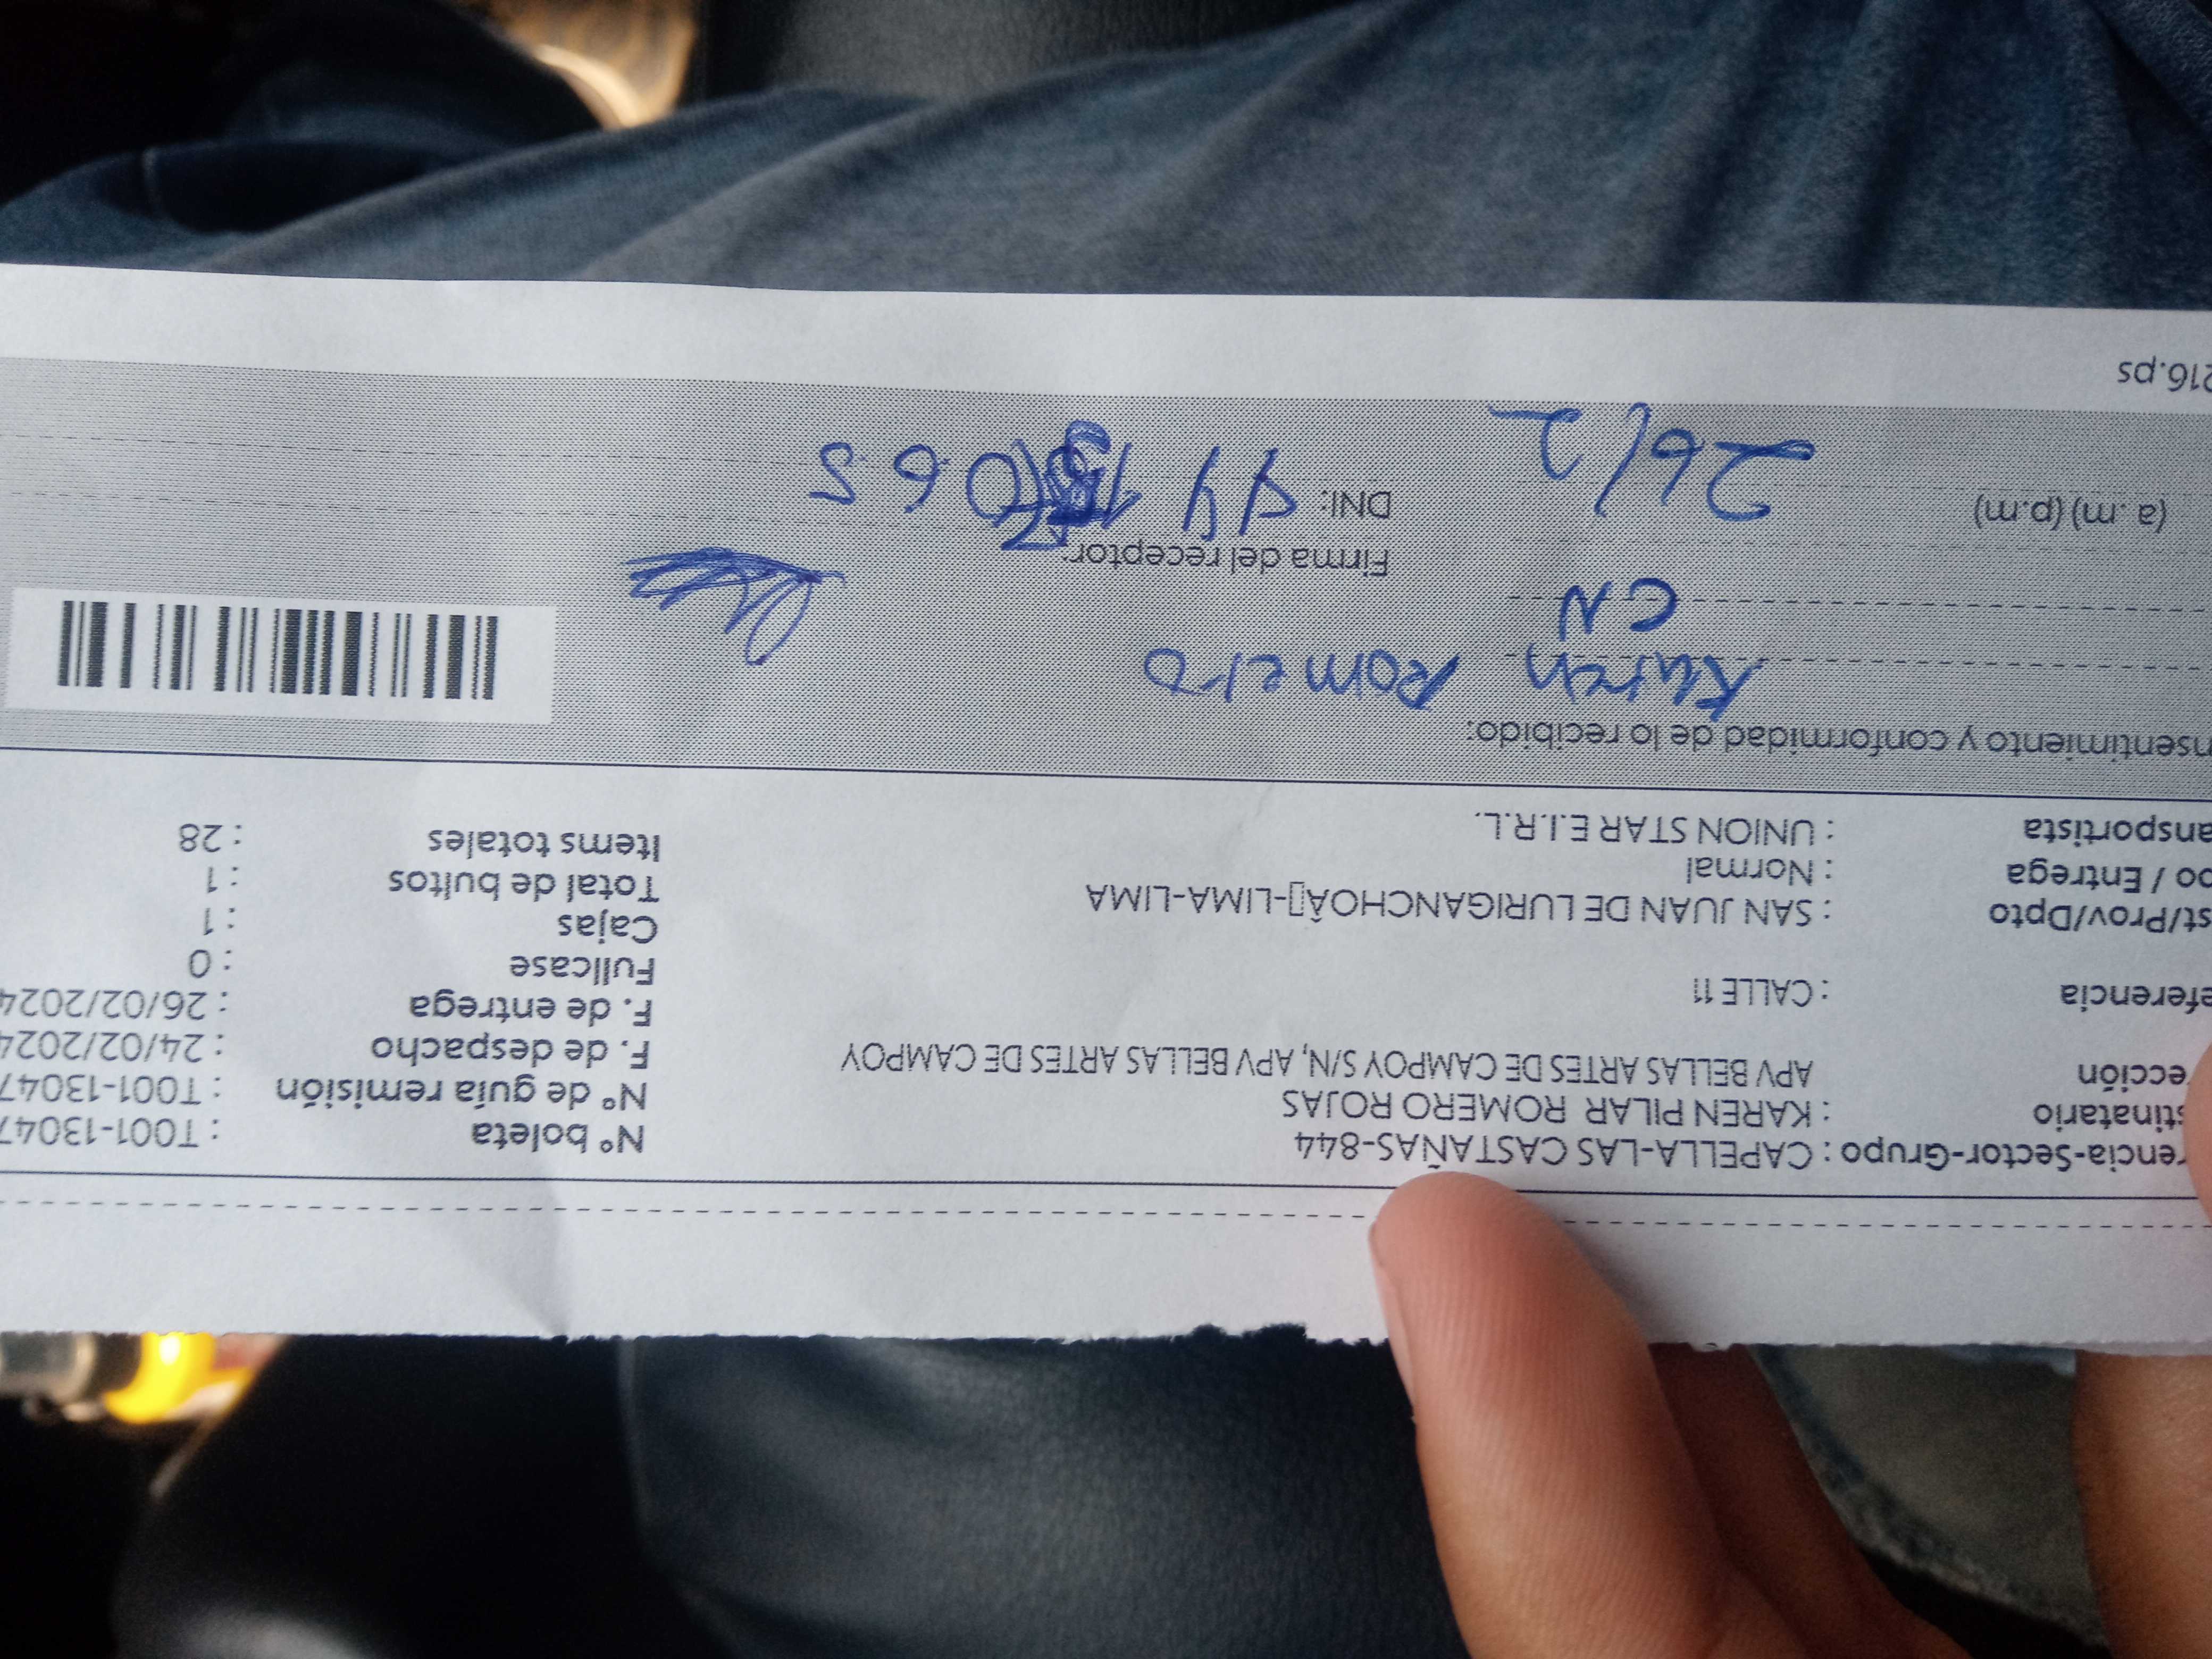 rencia-Sector-Grupo : CAPELLA-LAS CASTAÑAS-844
stinatario : KAREN PILAR ROMERO ROJAS
ección APV BELLAS ARTES DE CAMPOY S/N, APV BELLAS ARTES DE CAMPOY
eferencia : CALLE 11
st/Prov/Dpto : SAN JUAN DE LURIGANCHOÂ▯-LIMA-LIMA
po / Entrega : Normal
ansportista : UNION STAR E.I.R.L.
N° boleta : T001-13047
N° de guía remisión : T001-13047
F. de despacho : 24/02/2024
F. de entrega : 26/02/2024
Fullcase : 0
Cajas : 1
Total de bultos : 1
Items totales : 28
nsentimiento y conformidad de lo recibido:
Karen Romero
CN
Firma del receptor:
(a .m) (p.m) 26/2
DNI:
216.ps